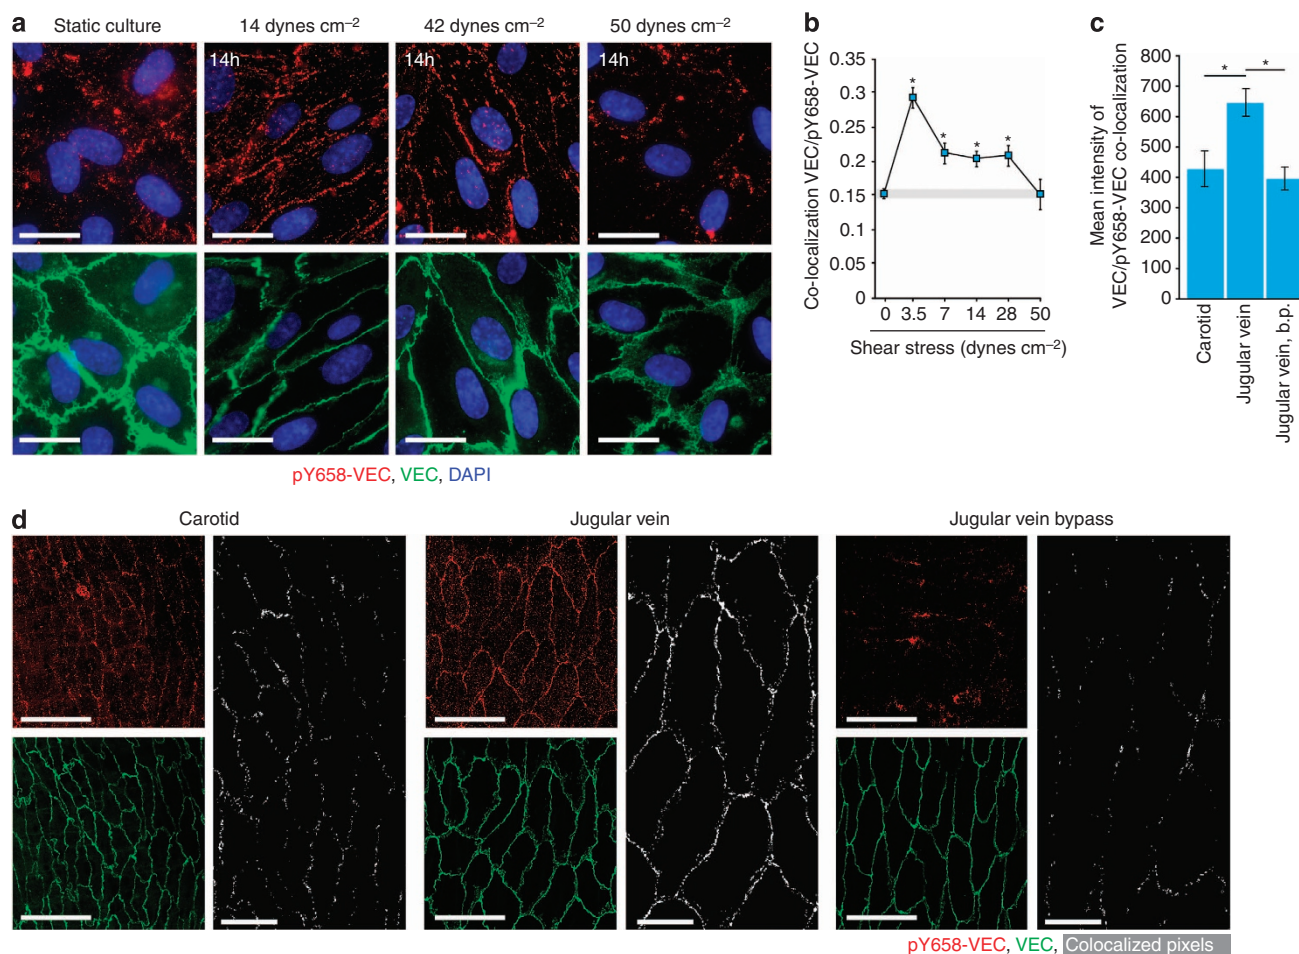 a
Static culture
14 dynes cm–2
42 dynes cm–2
50 dynes cm–2
14h
14h
14h
pY658-VEC, VEC, DAPI
b
Co-localization VEC/pY658-VEC
0.35
0.3
0.25
0.2
0.15
0.1
0.05
0
* * * *
0 3.5 7 14 28 50
Shear stress (dynes cm–2)
c
Mean intensity of
VEC/pY658-VEC co-localization
800
700
600
500
400
300
200
100
0
* *
Carotid
Jugular vein
Jugular vein, b.p.
d
Carotid
Jugular vein
Jugular vein bypass
pY658-VEC, VEC, Colocalized pixels